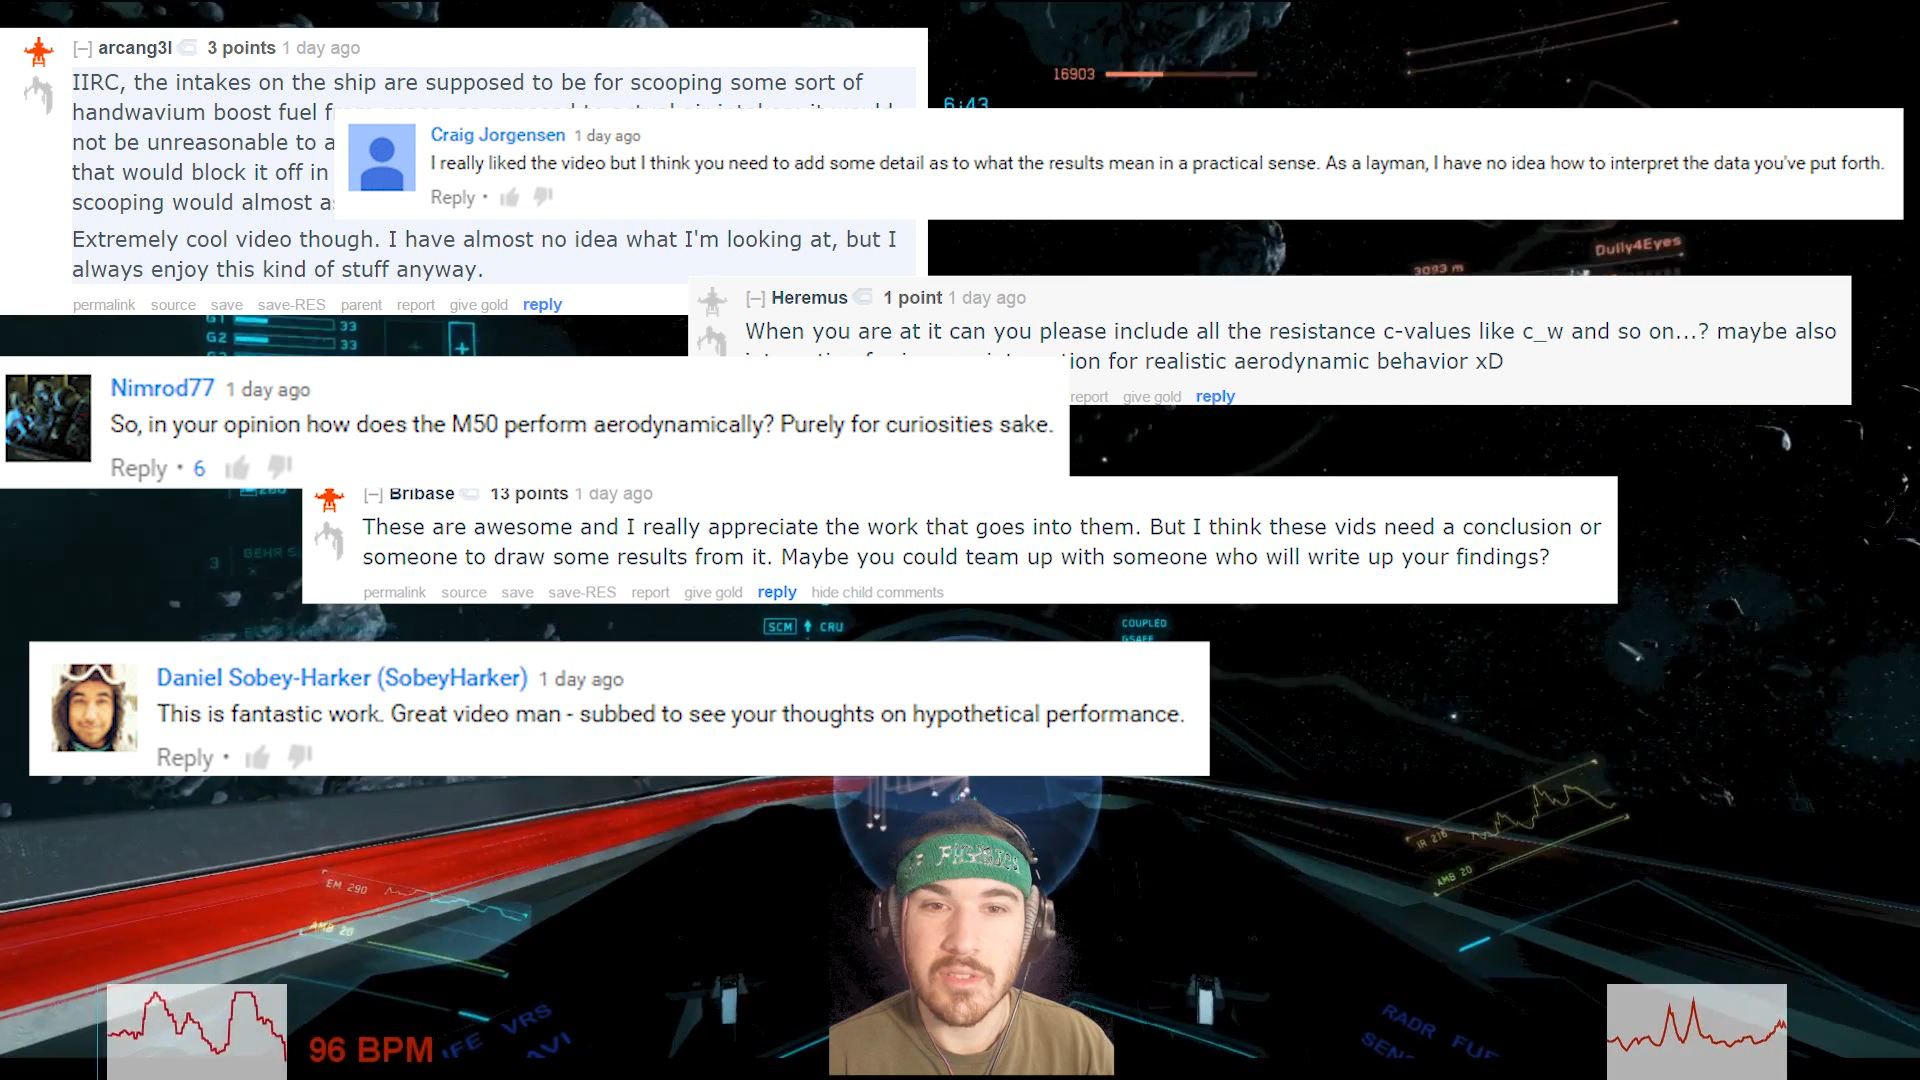 [–] arcang3l 3 points 1 day ago
IIRC, the intakes on the ship are supposed to be for scooping some sort of
handwavium boost fuel
not be unreasonable to
that would block it off in
scooping would almost
Extremely cool video though. I have almost no idea what I'm looking at, but I
always enjoy this kind of stuff anyway.
permalink source save save-RES parent report give gold reply
16903
6:43
Craig Jorgensen 1 day ago
I really liked the video but I think you need to add some detail as to what the results mean in a practical sense. As a layman, I have no idea how to interpret the data you've put forth.
Reply •
Dully4Eyes
3093 m
[–] Heremus 1 point 1 day ago
When you are at it can you please include all the resistance c-values like c_w and so on...? maybe also
for realistic aerodynamic behavior xD
report give gold reply
G1 33
G2 33
Nimrod77 1 day ago
So, in your opinion how does the M50 perform aerodynamically? Purely for curiosities sake.
Reply • 6
[–] Bribase 13 points 1 day ago
These are awesome and I really appreciate the work that goes into them. But I think these vids need a conclusion or
someone to draw some results from it. Maybe you could team up with someone who will write up your findings?
permalink source save save-RES report give gold reply hide child comments
3 BEHR
SCM CRU
COUPLED
GSAFE
Daniel Sobey-Harker (SobeyHarker) 1 day ago
This is fantastic work. Great video man - subbed to see your thoughts on hypothetical performance.
Reply •
EM 290
AMB 20
IR 216
AMB 20
96 BPM
VRS
RADR FUE